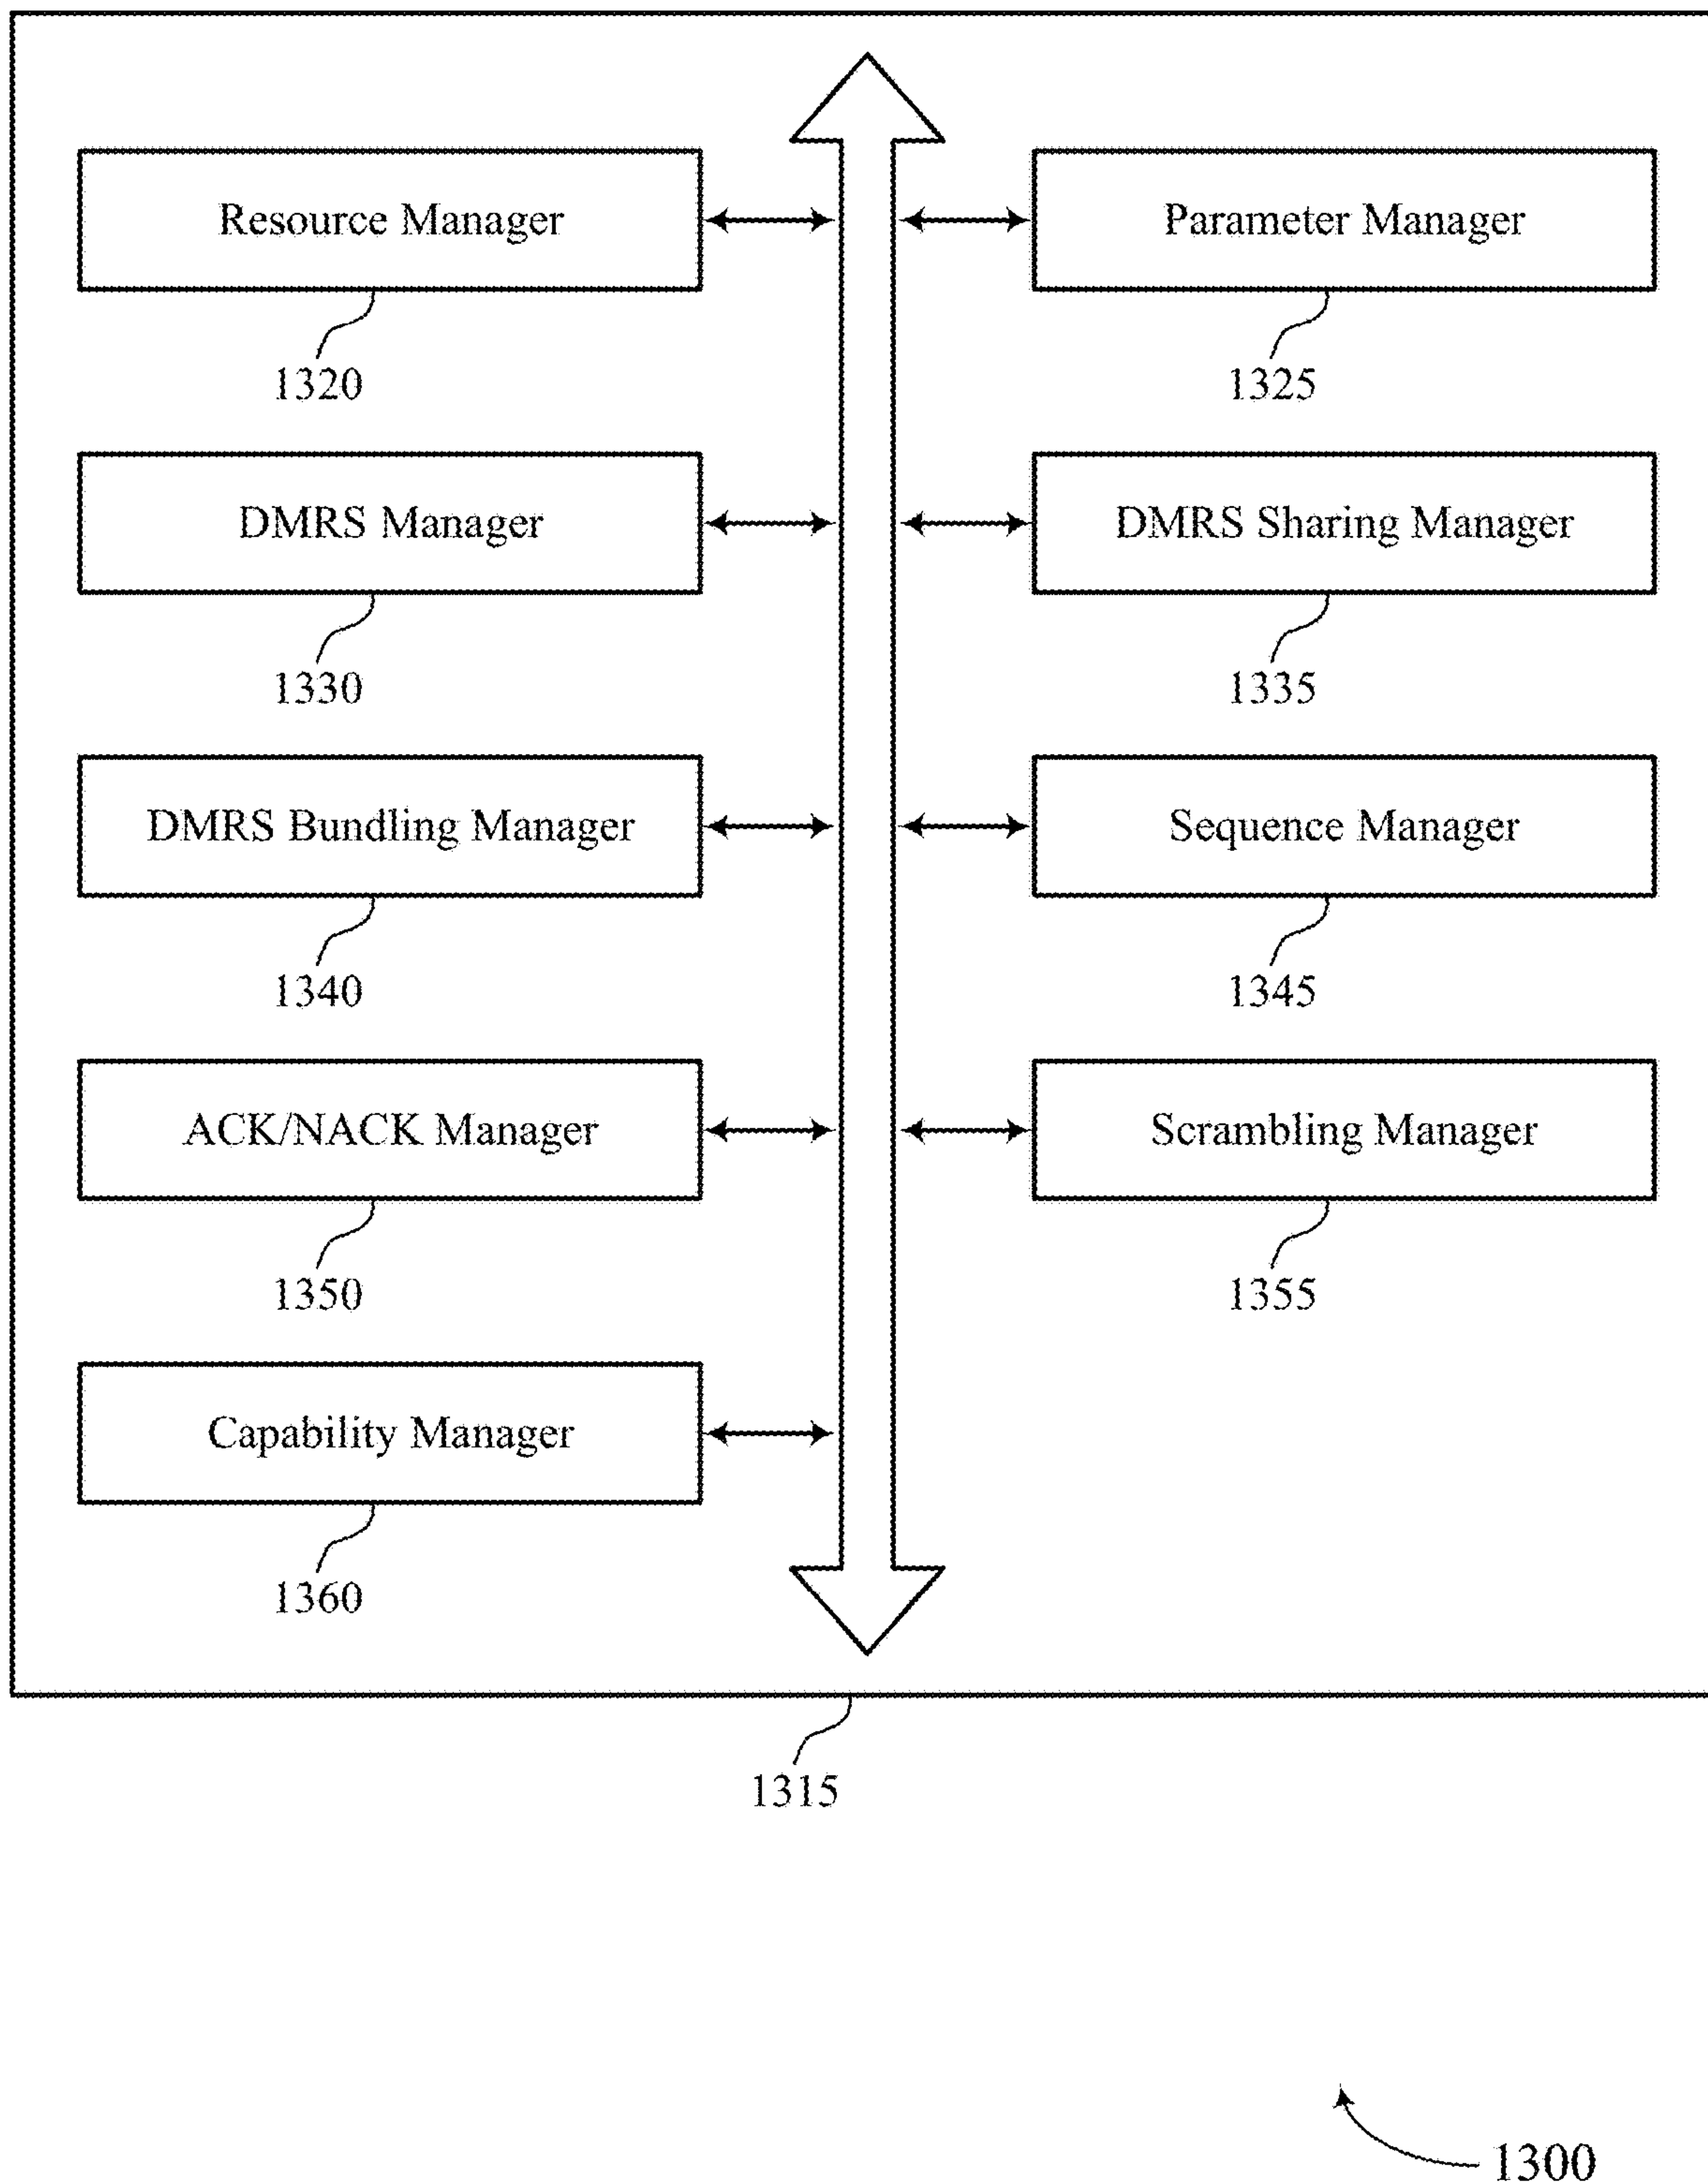 Resource Manager
Parameter Manager
1320
1325
DMRS Manager
DMRS Sharing Manager
1330
1335
DMRS Bundling Manager
Sequence Manager
1340
1345
ACK/NACK Manager
Scrambling Manager
1350
1355
Capability Manager
1360
1315
1300